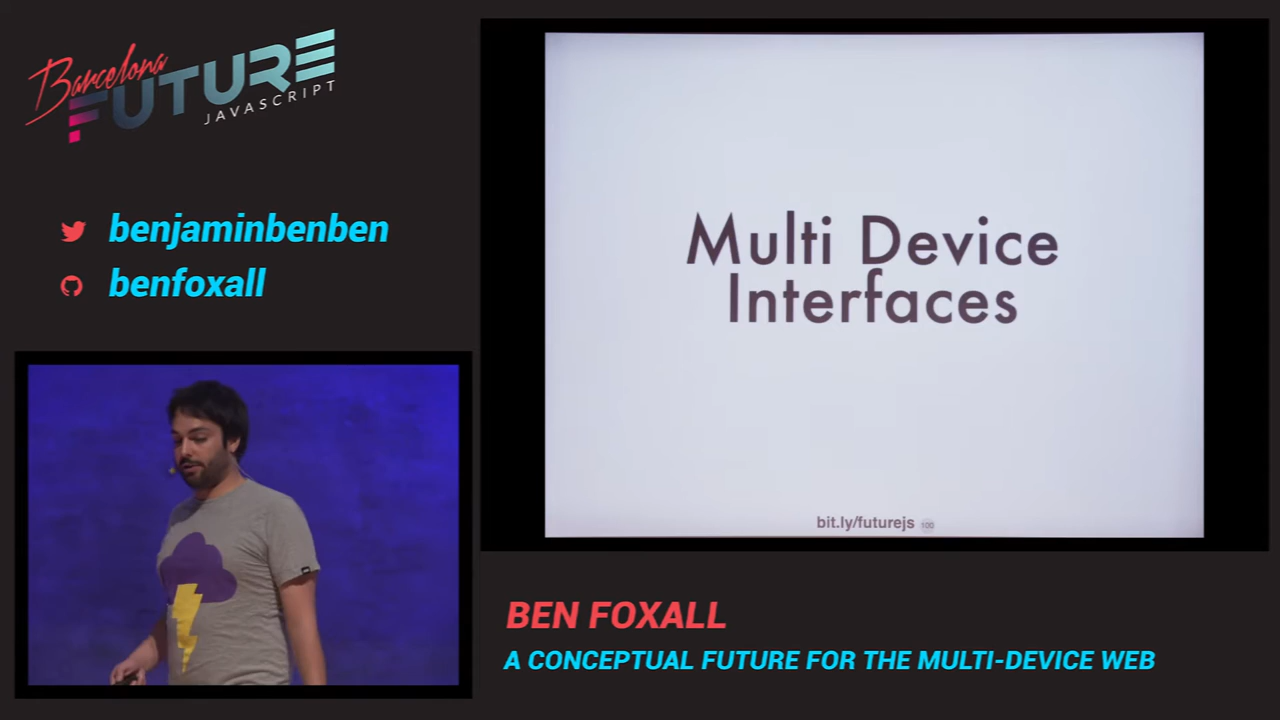 Barcelona
FUTURE
JAVASCRIPT
benjaminbenben
benfoxall
Multi Device
Interfaces
bit.ly/futurejs 100
BEN FOXALL
A CONCEPTUAL FUTURE FOR THE MULTI-DEVICE WEB